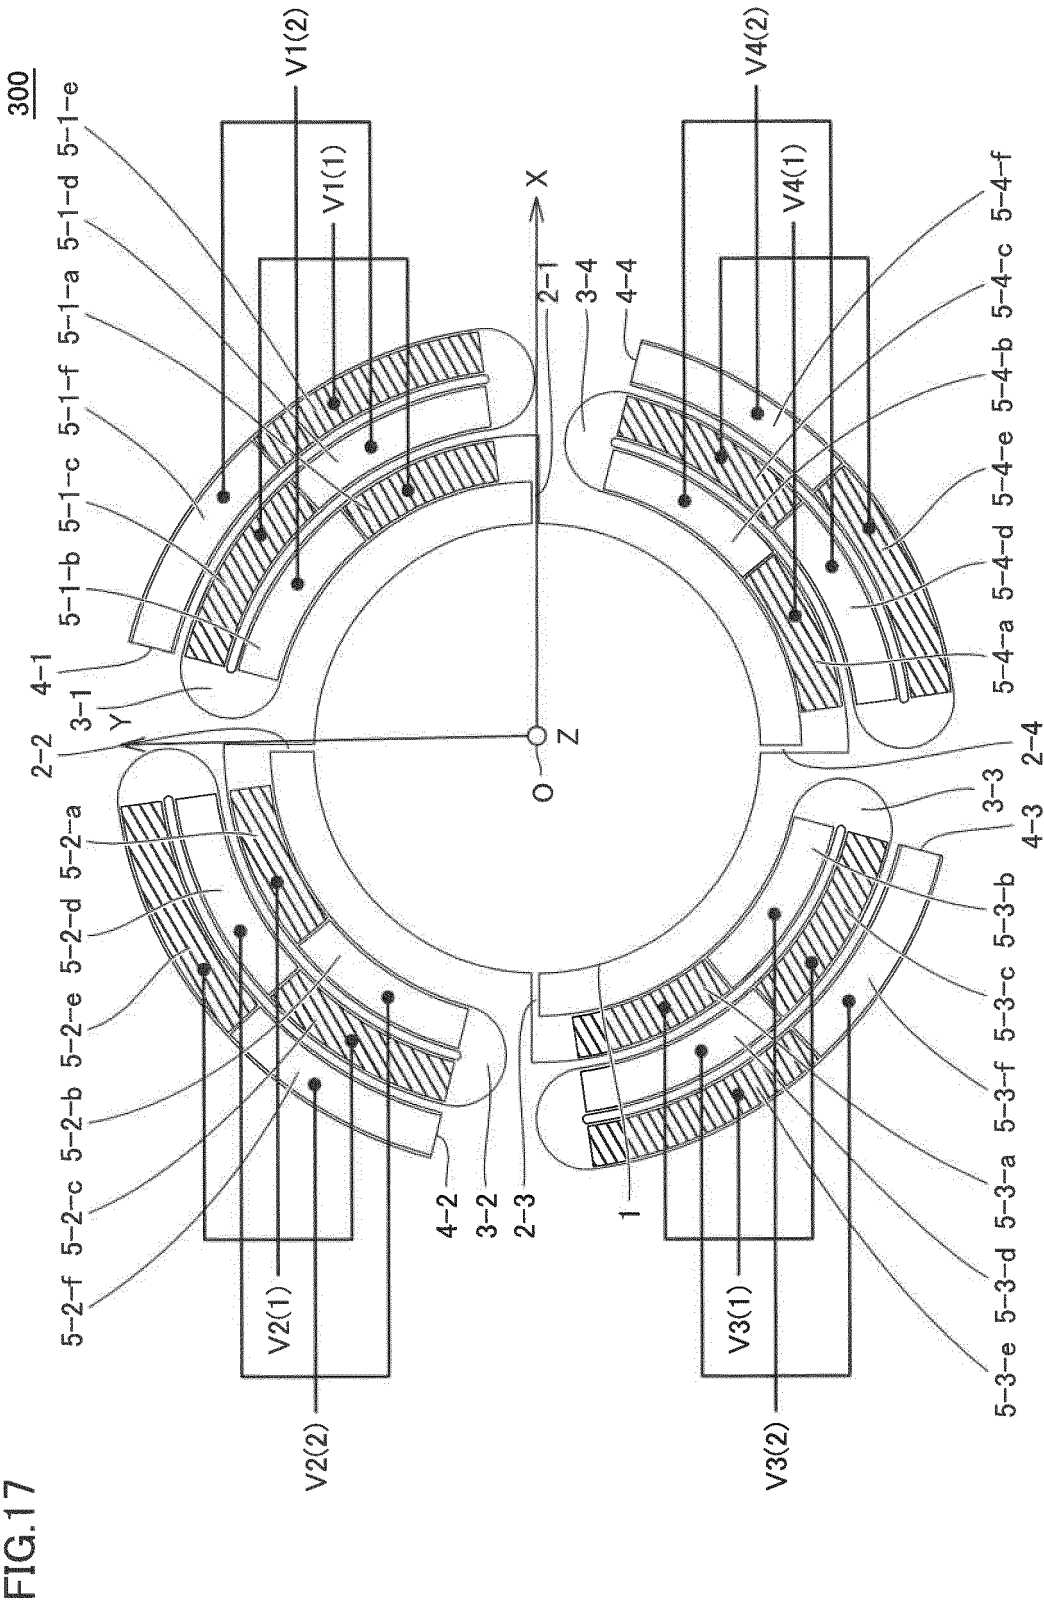 FIG.17
300
V1(2)
V1(1)
V4(2)
V4(1)
5-1-e
5-1-d
5-1-a
5-1-f
5-1-c
5-1-b
4-1
3-1
Y
2-2
X
2-1
3-4
4-4
5-4-f
5-4-c
5-4-b
5-4-e
5-4-d
5-4-a
Z
O
2-4
3-3
4-3
5-2-a
5-2-d
5-2-e
5-2-b
5-2-c
5-2-f
4-2
3-2
2-3
1
5-3-b
5-3-c
5-3-f
5-3-a
5-3-d
5-3-e
V2(1)
V2(2)
V3(1)
V3(2)